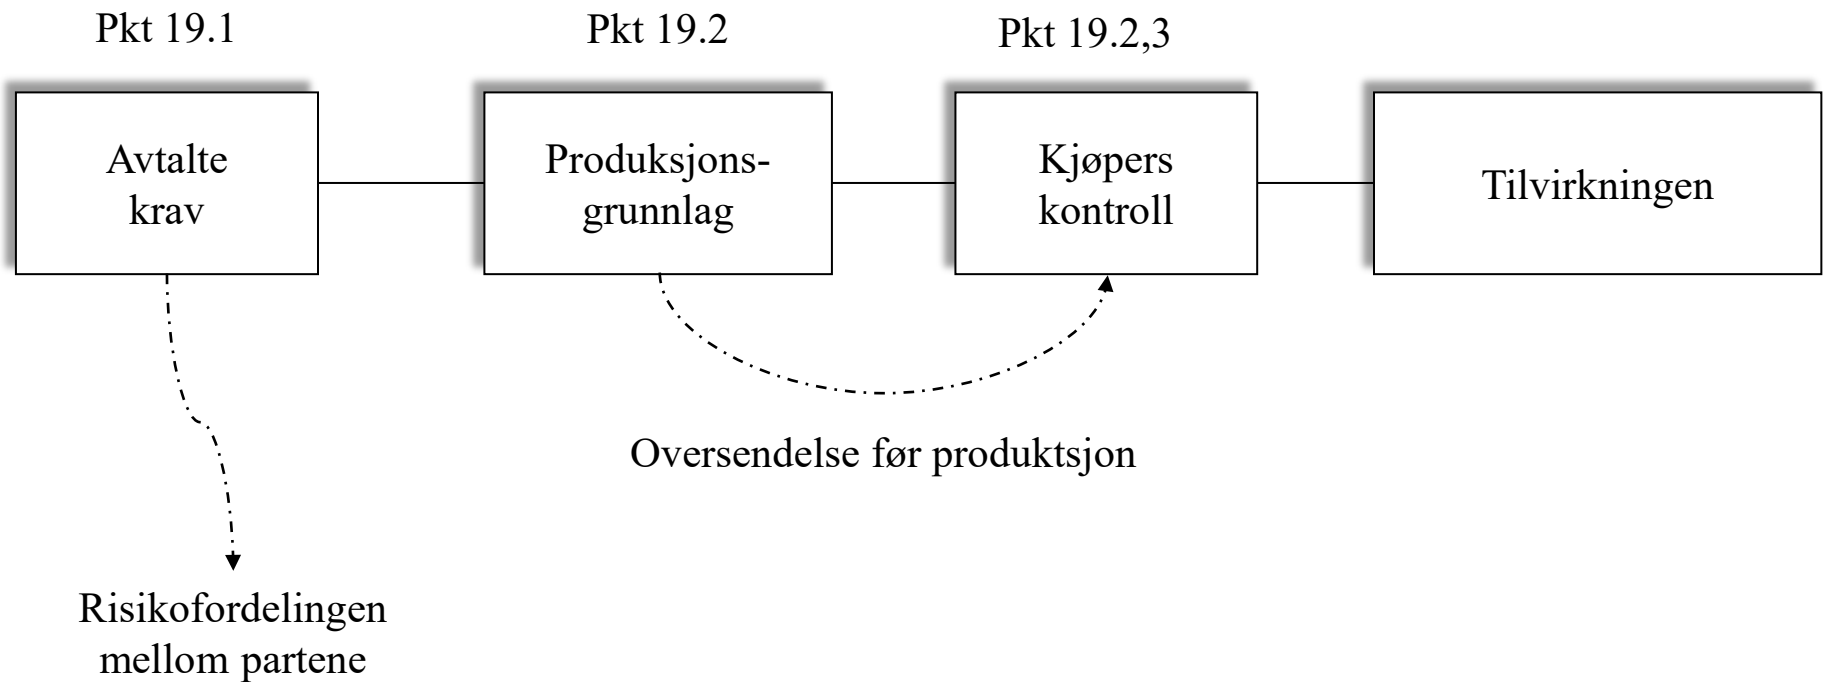 Pkt 19.1
Pkt 19.2
Pkt 19.2,3
Avtalte
krav
Produksjons-
grunnlag
Kjøpers
kontroll
Tilvirkningen
Oversendelse før produktsjon
Risikofordelingen
mellom partene